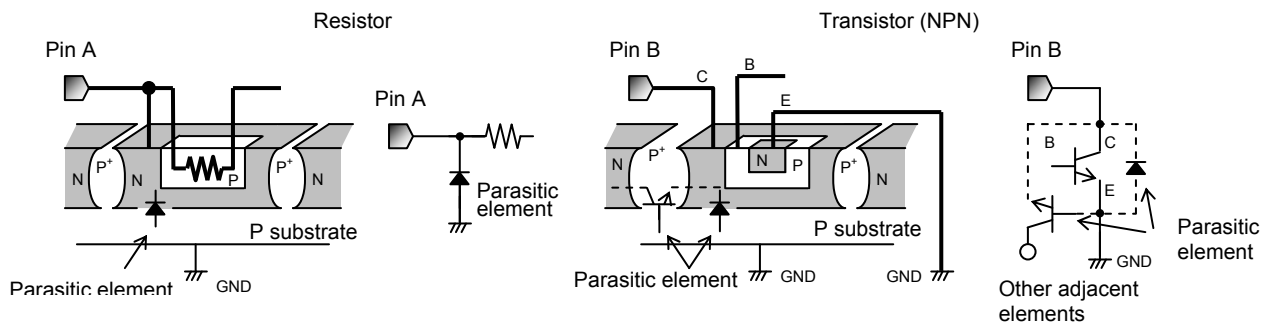 Resistor
Transistor (NPN)
Pin A
Pin A
N
P+
N
P
P+
N
Parasitic
element
P substrate
Parasitic element
GND
Pin B
C
B
E
N
P+
N
N
P
P+
N
P substrate
Parasitic element
GND
GND
Pin B
B
C
E
Parasitic
element
GND
Other adjacent
elements